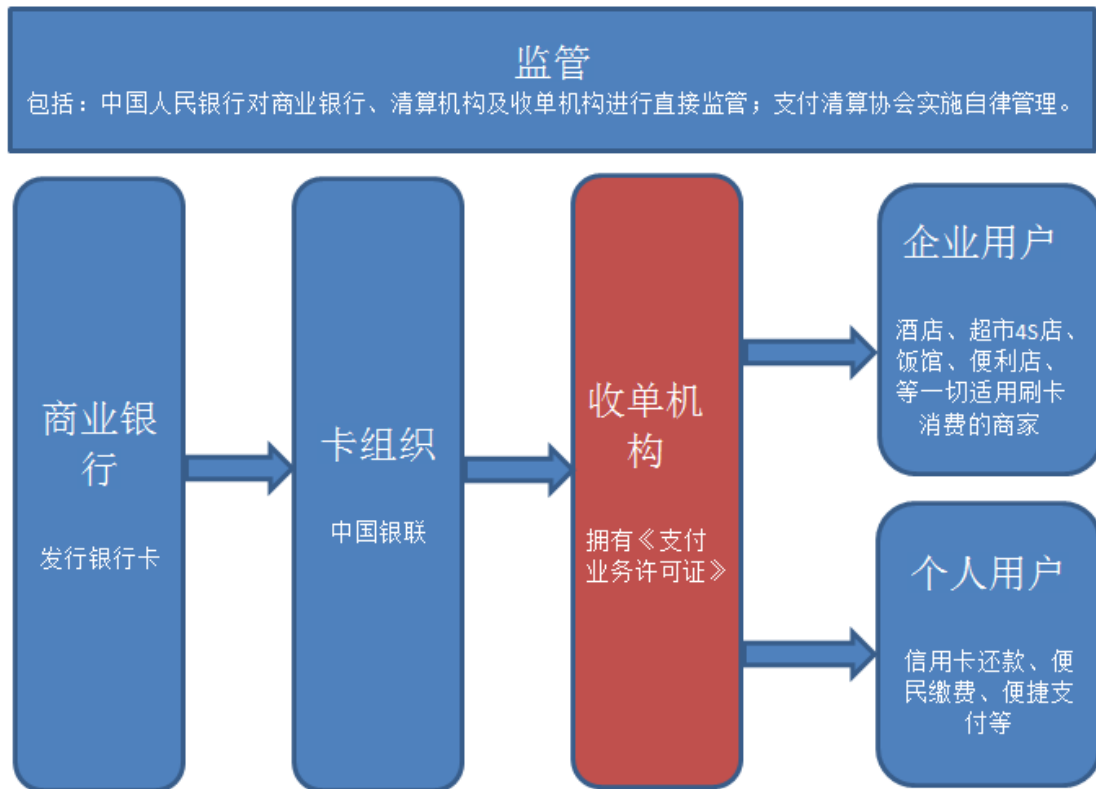 监管
包括：中国人民银行对商业银行、清算机构及收单机构进行直接监管；支付清算协会实施自律管理。
商业银
行
发行银行卡
卡组织
中国银联
收单机
构
拥有《支付
业务许可证》
企业用户
酒店、超市4S店、
饭馆、便利店、
等一切适用刷卡
消费的商家
个人用户
信用卡还款、便
民缴费、便捷支
付等